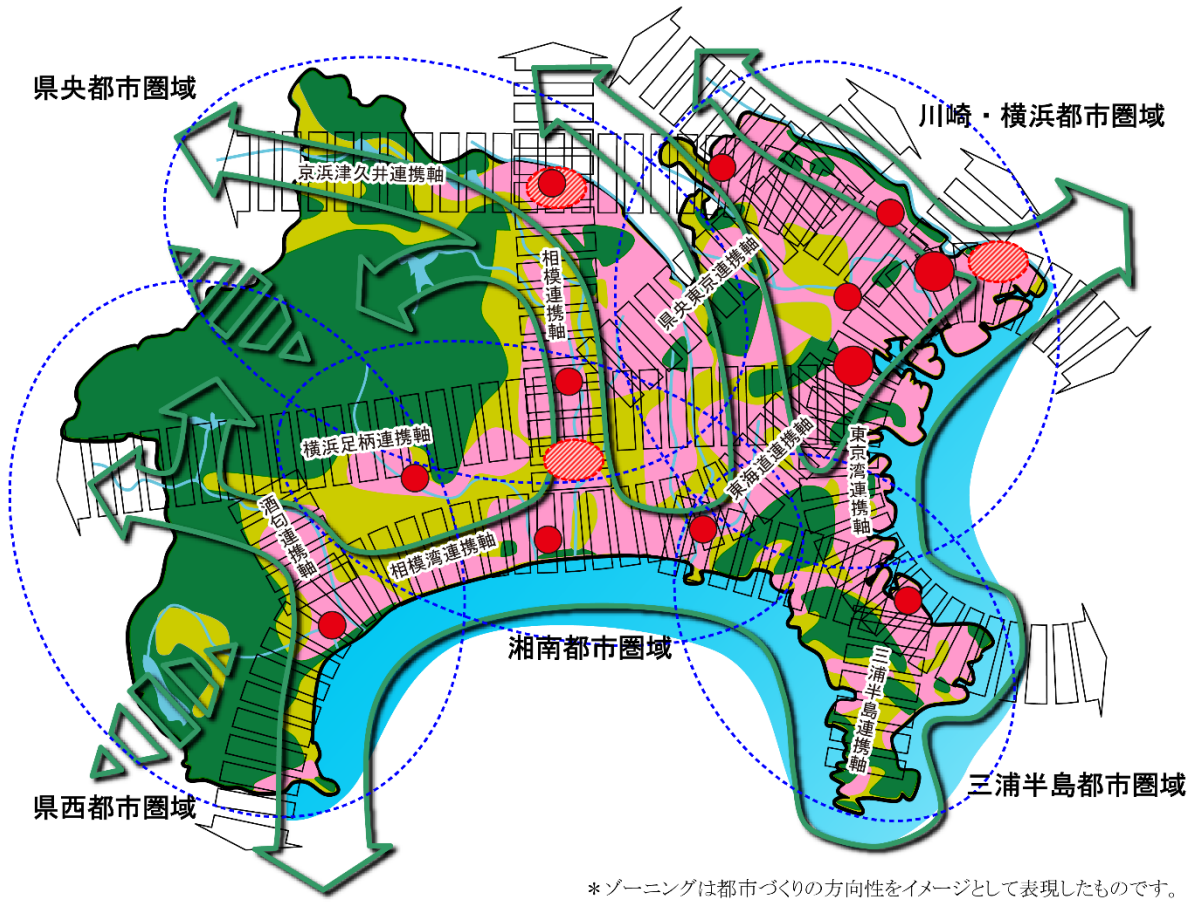 県央都市圏域
川崎・横浜都市圏域
京浜津久井連携軸
相模連携軸
県央東京連携軸
横浜足柄連携軸
東海道連携軸
東京湾連携軸
酒匂連携軸
相模湾連携軸
湘南都市圏域
三浦半島連携軸
県西都市圏域
三浦半島都市圏域
＊ゾーニングは都市づくりの方向性をイメージとして表現したものです。